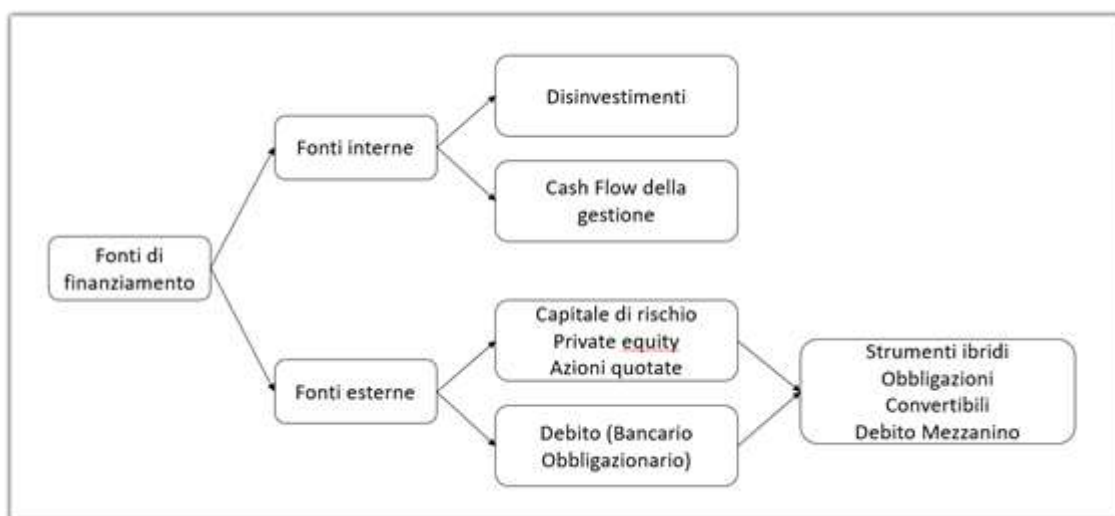 Fonti di
finanziamento
Fonti interne
Disinvestimenti
Cash Flow della
gestione
Fonti esterne
Capitale di rischio
Private equity
Azioni quotate
Debito (Bancario
Obbligazionario)
Strumenti ibridi
Obbligazioni
Convertibili
Debito Mezzanino